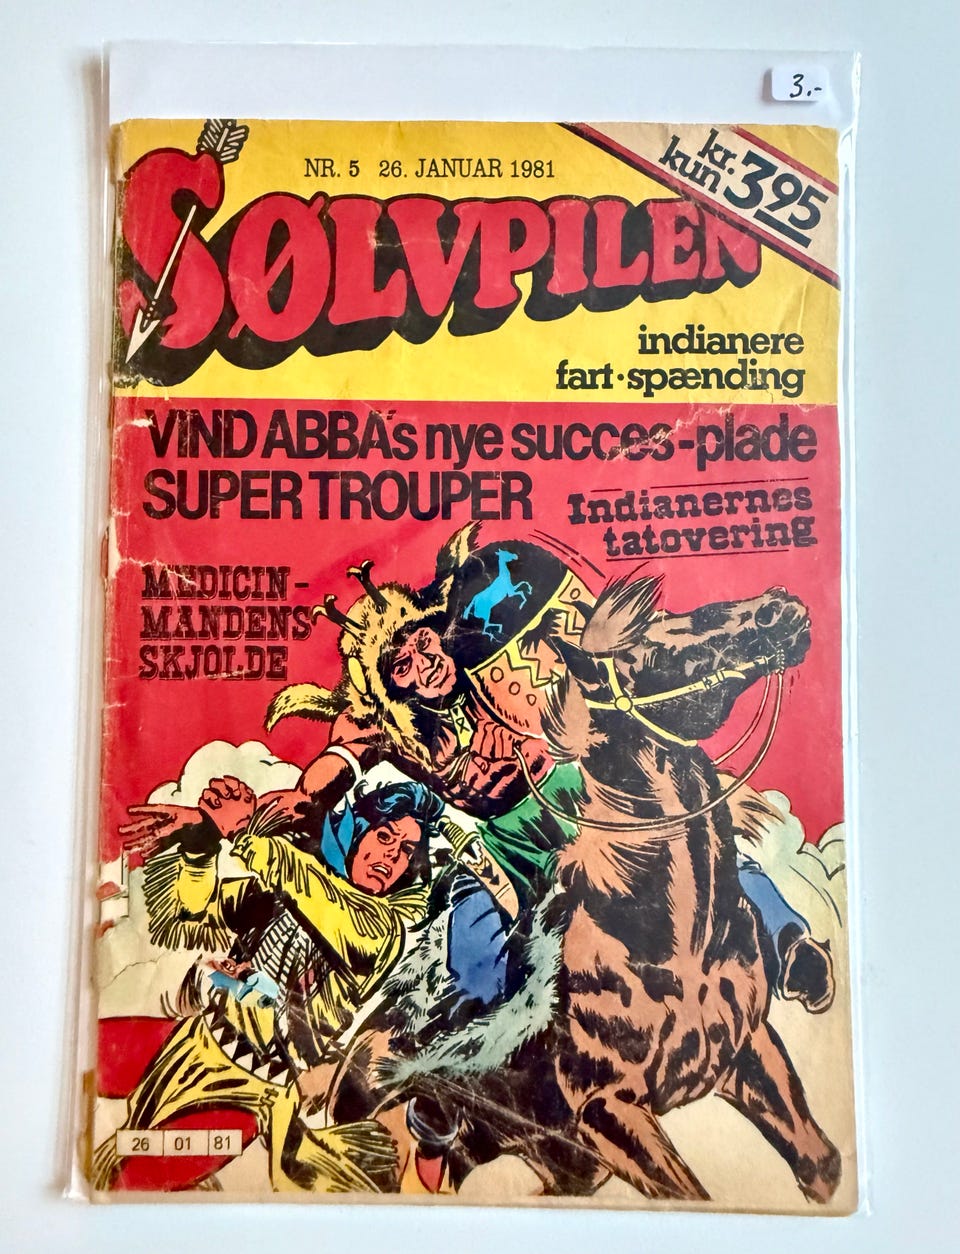 3.-
NR. 5 26. JANUAR 1981
kr.
kun 3.95
SØLVPILEN
indianere
fart·spænding
VIND ABBA's nye succes-plade
SUPER TROUPER
Indianernes
tatovering
MEDICIN-
MANDENS
SKJOLDE
26 01 81